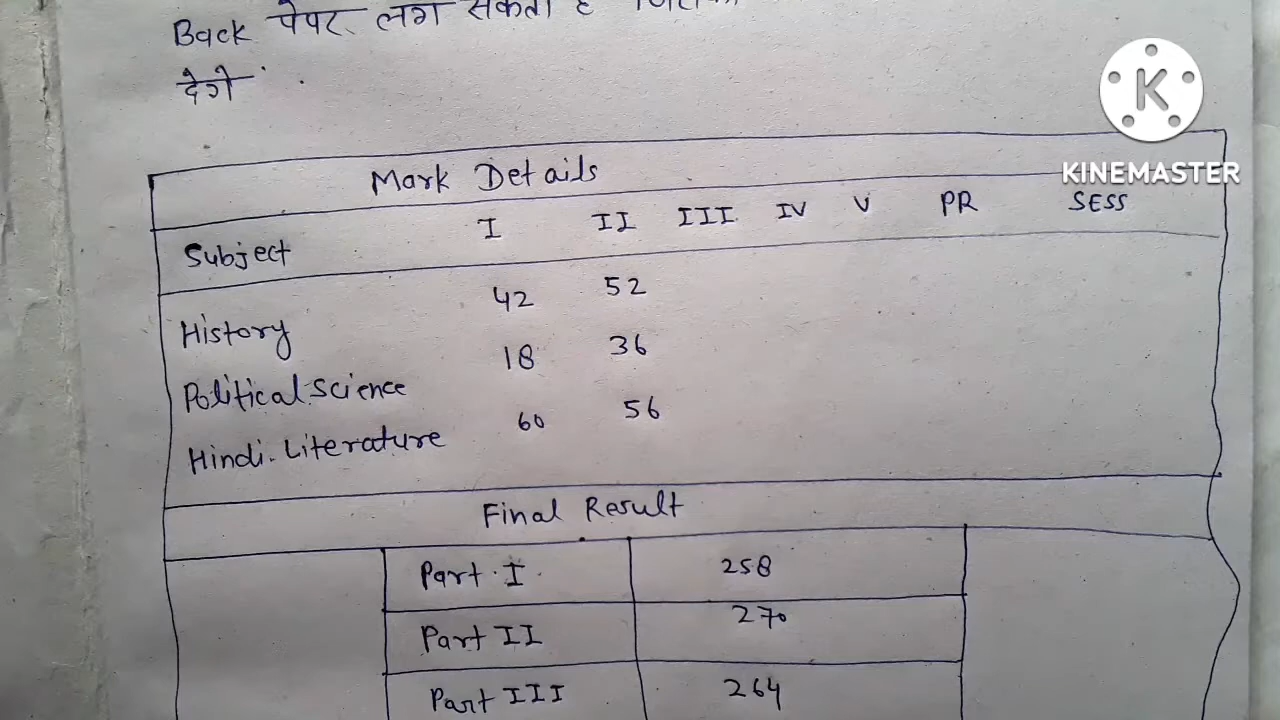 Back पेपर लग सकता है
देगे
K
KINEMASTER
Mark Details
Subject I II III IV V PR SESS
History 42 52
Political Science 18 36
Hindi. Literature 60 56
Final Result
Part I 258
Part II 270
Part III 264